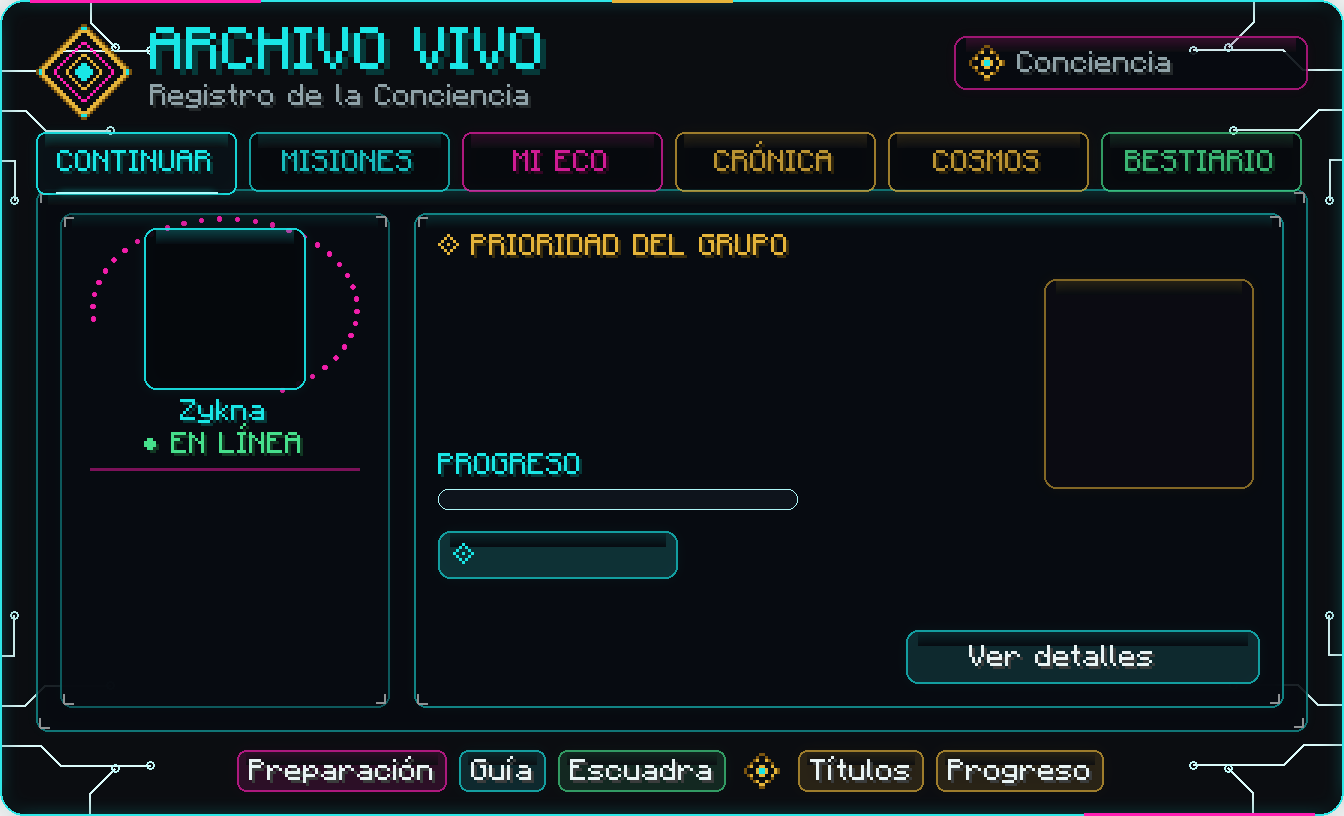 ARCHIVO VIVO
Registro de la Conciencia
Conciencia
CONTINUAR
MISIONES
MI ECO
CRÓNICA
COSMOS
BESTIARIO
Zykna
EN LÍNEA
PRIORIDAD DEL GRUPO
PROGRESO
Ver detalles
Preparación
Guía
Escuadra
Títulos
Progreso